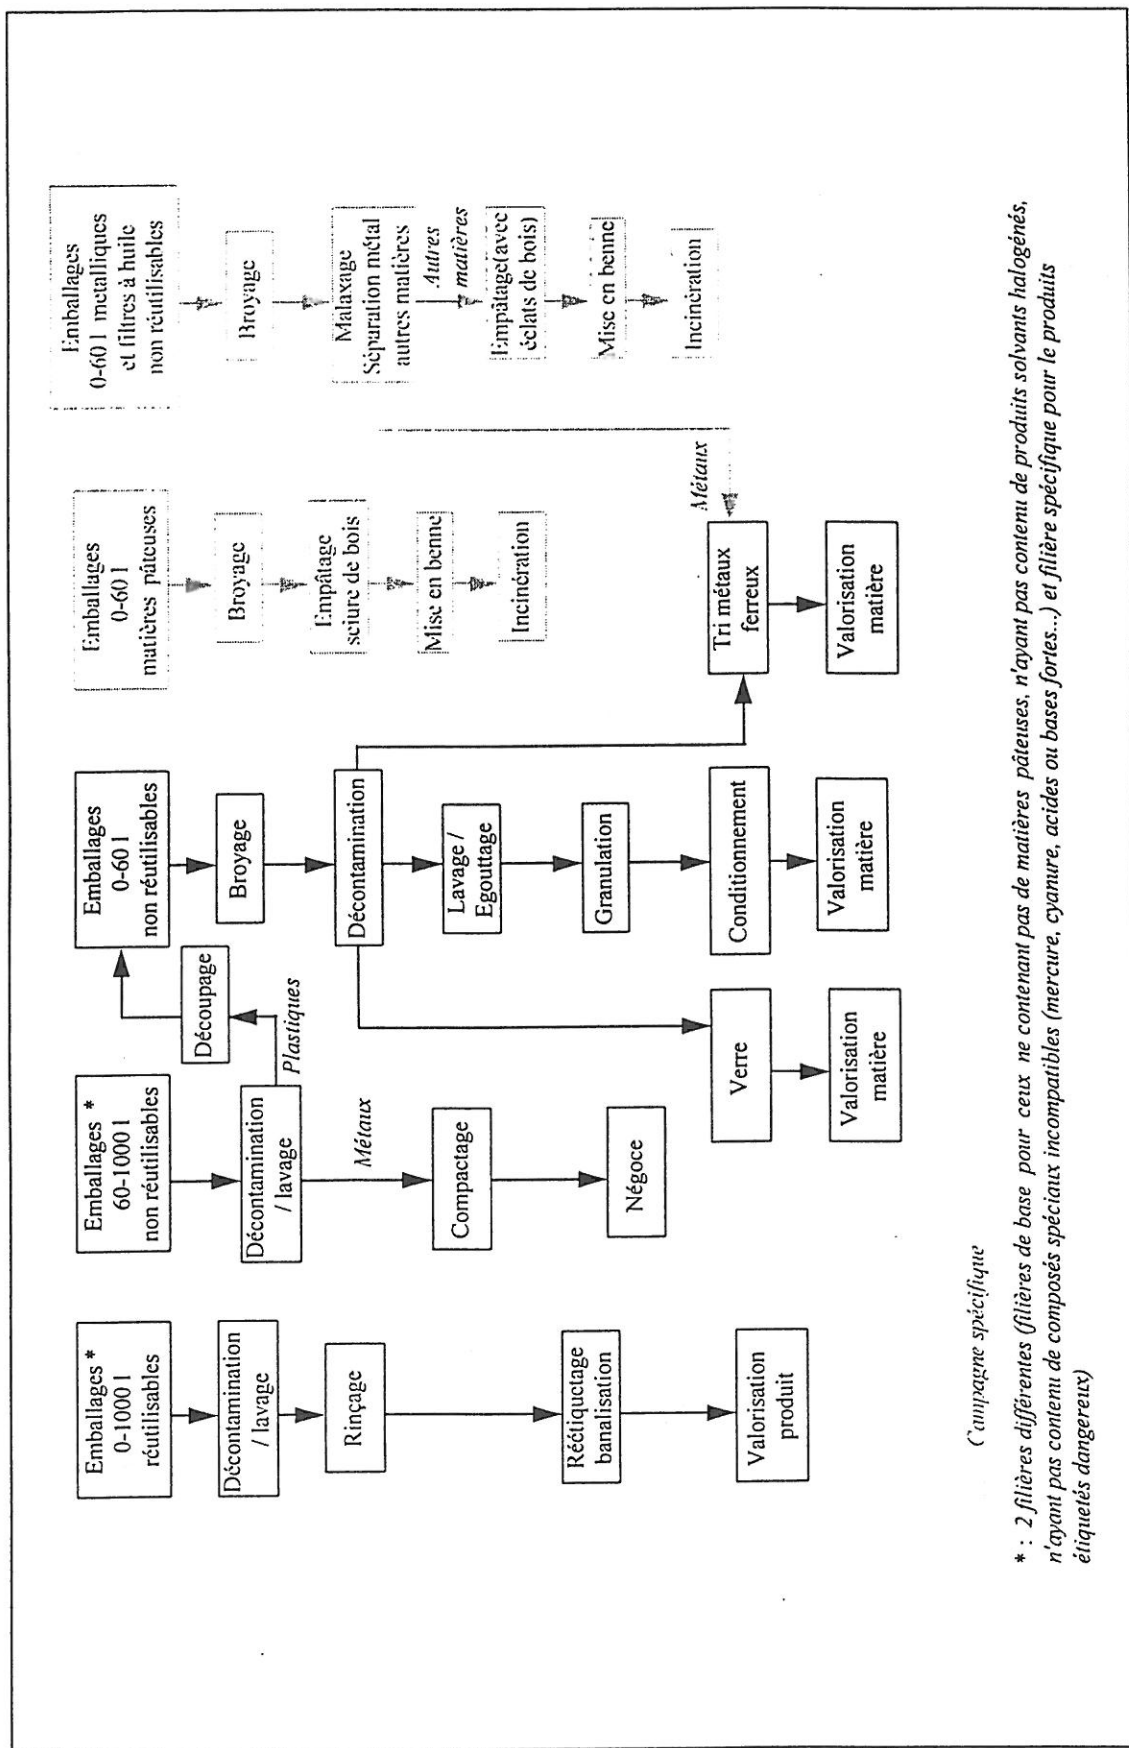 Emballages *
0-1000 l
réutilisables
Décontamination
/ lavage
Rinçage
Réétiquctage
banalisation
Valorisation
produit
Emballages *
60-1000 l
non réutilisables
Décontamination
/ lavage
Plastiques
Découpage
Métaux
Compactage
Négoce
Emballages
0-60 l
non réutilisables
Broyage
Décontamination
Lavage /
Egouttage
Granulation
Conditionnement
Valorisation
matière
Verre
Valorisation
matière
Emballages
0-60 l
matières pâteuses
Broyage
Empâtage
sciure de bois
Mise en benne
Incinération
Métaux
Tri métaux
ferreux
Valorisation
matière
Emballages
0-60 l metalliques
et filtres à huile
non réutilisables
Broyage
Malaxage
Séparation métal
autres matières
Autres
matières
Empâtage(avec
éclats de bois)
Mise en benne
Incinération
Campagne spécifique
* : 2 filières différentes (filières de base pour ceux ne contenant pas de matières pâteuses, n'ayant pas contenu de produits solvants halogénés,
n'ayant pas contenu de composés spéciaux incompatibles (mercure, cyanure, acides ou bases fortes...) et filière spécifique pour le produits
étiquetés dangereux)